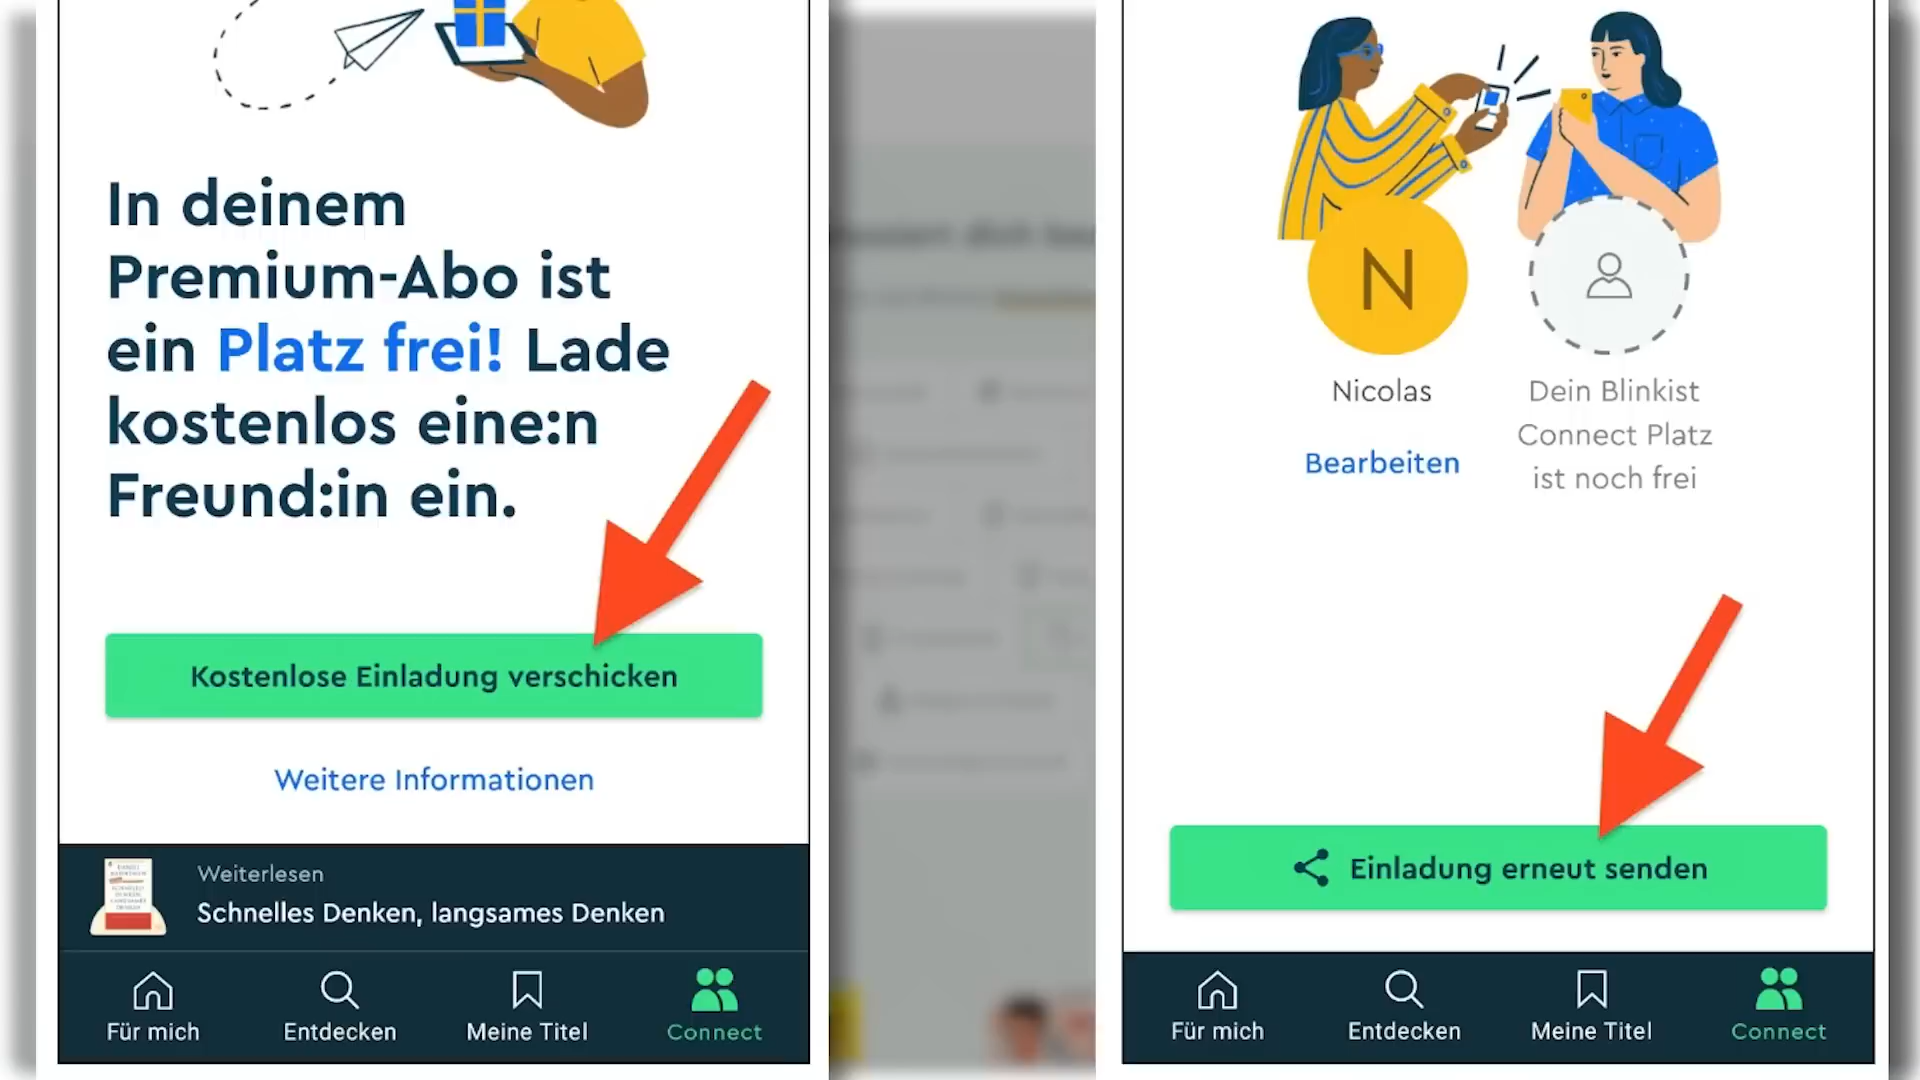 In deinem
Premium-Abo ist
ein Platz frei! Lade
kostenlos eine:n
Freund:in ein.
Kostenlose Einladung verschicken
Weitere Informationen
Weiterlesen
Schnelles Denken, langsames Denken
Für mich
Entdecken
Meine Titel
Connect
N
Nicolas
Bearbeiten
Dein Blinkist
Connect Platz
ist noch frei
Einladung erneut senden
Für mich
Entdecken
Meine Titel
Connect